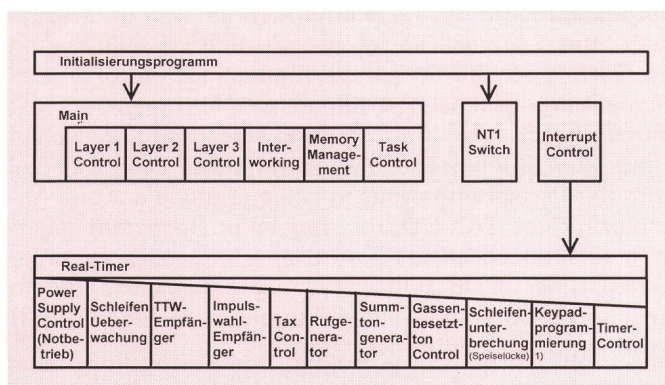 Initialisierungsprogramm
Main
Layer 1
Control
Layer 2
Control
Layer 3
Control
Inter-
working
Memory
Manage-
ment
Task
Control
NT1
Switch
Interrupt
Control
Real-Timer
Power
Supply
Control
(Notbe-
trieb)
Schleifen
Ueber-
wachung
TTW-
Empfän-
ger
Impuls-
wahl-
Empfän-
ger
Tax
Con-
trol
Rufge-
nera-
tor
Summ-
ton-
genera-
tor
Gassen-
besetzt-
ton
Control
Schleifen-
unter-
brechung
(Speiselücke)
Keypad-
program-
mierung
1)
Timer-
Control